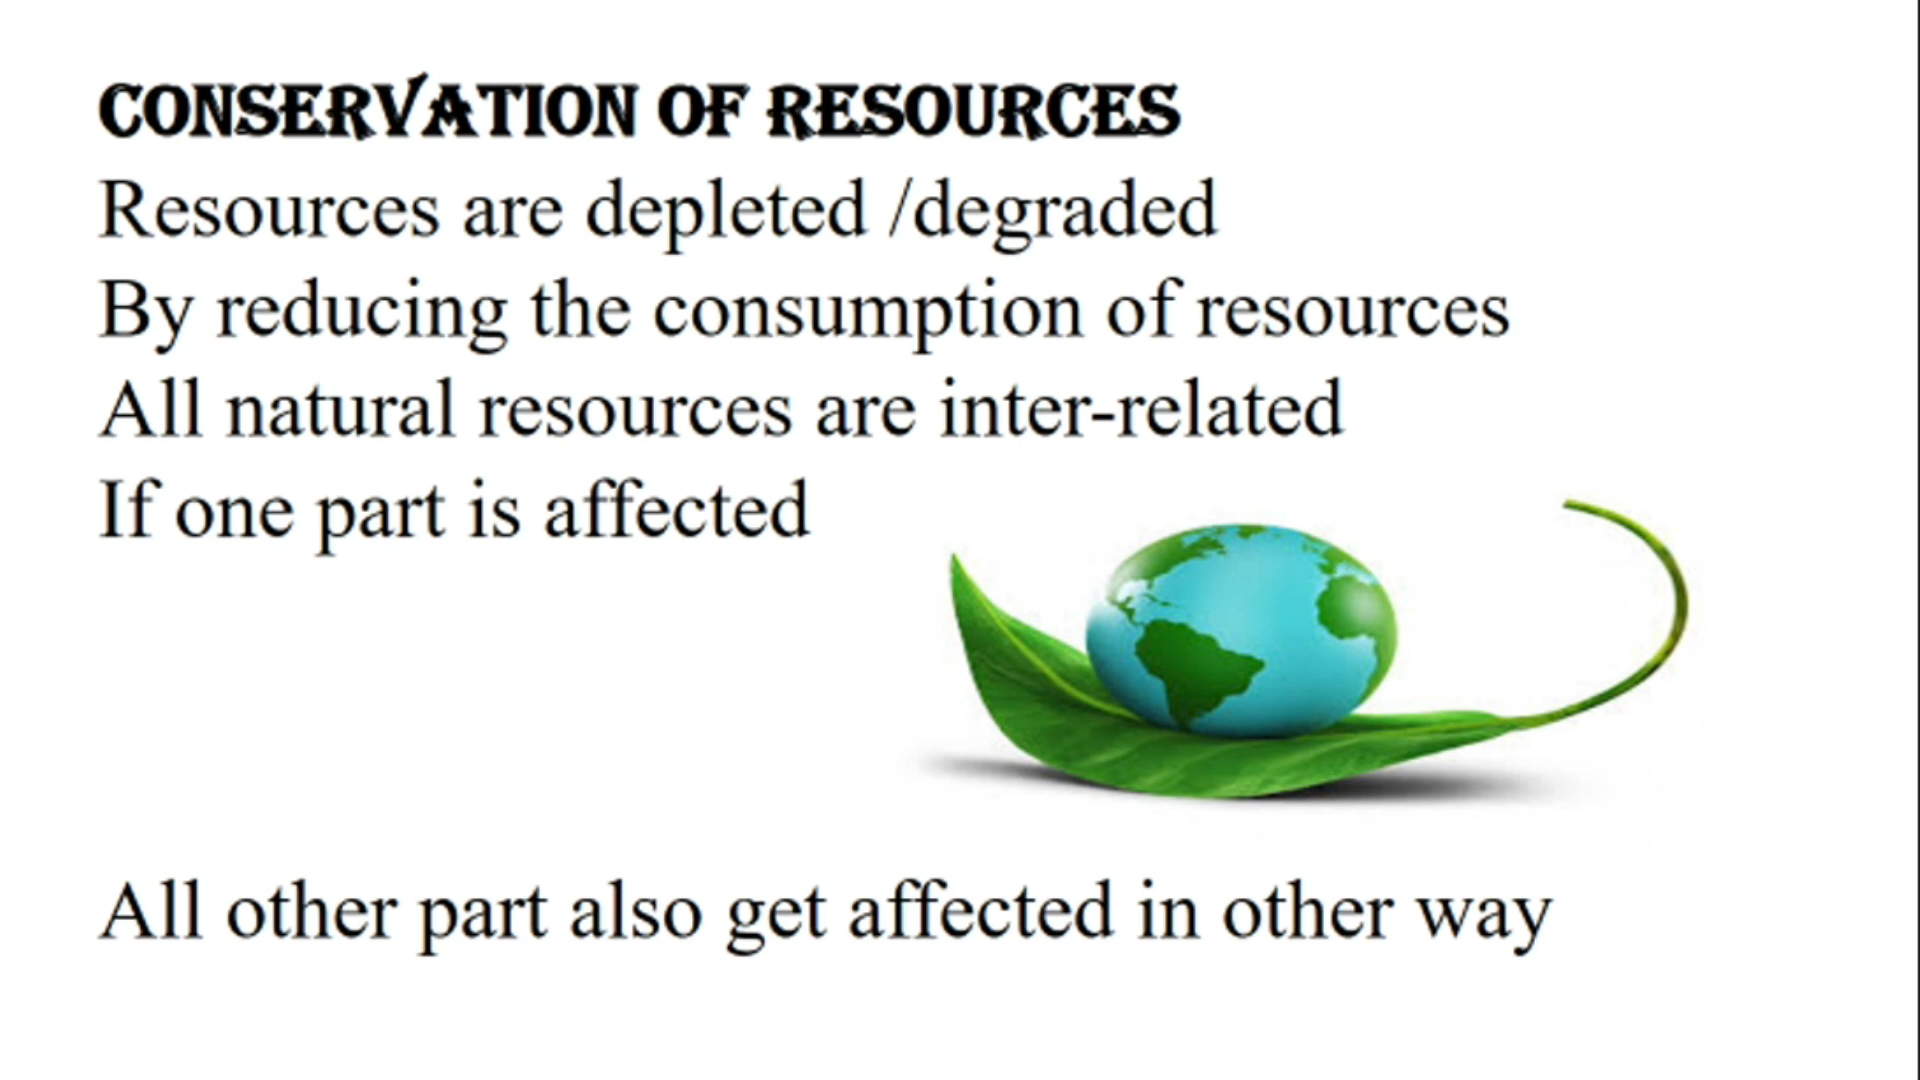 CONSERVATION OF RESOURCES
Resources are depleted /degraded
By reducing the consumption of resources
All natural resources are inter-related
If one part is affected
All other part also get affected in other way